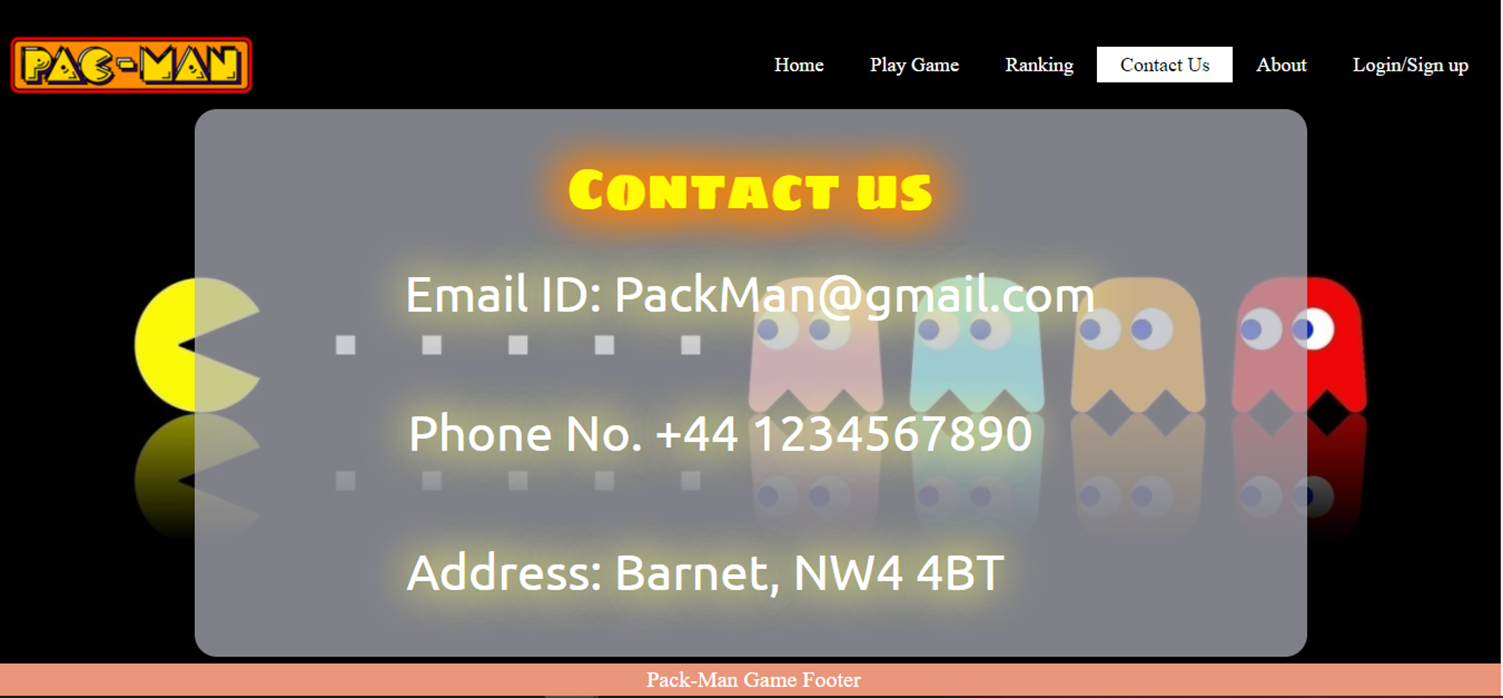 PAC-MAN
Home Play Game Ranking Contact Us About Login/Sign up
Contact us
Email ID: PackMan@gmail.com
Phone No. +44 1234567890
Address: Barnet, NW4 4BT
Pack-Man Game Footer